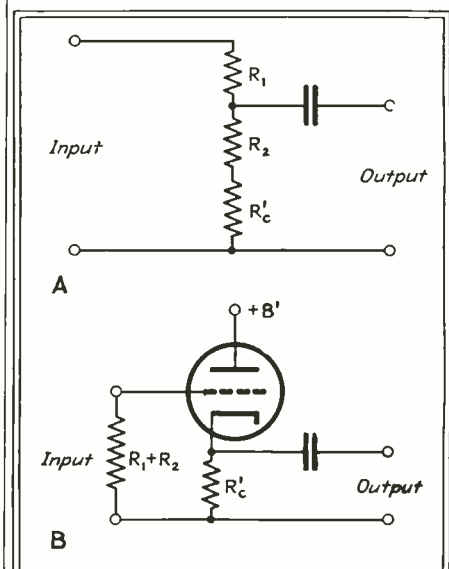 R₁
Input
R₂
Output
R'c
A
+B'
Input
R₁+R₂
R'c
Output
B